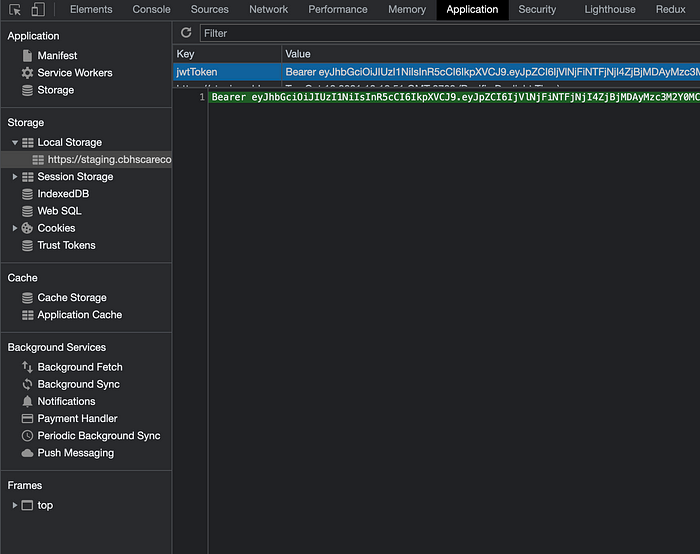 Elements Console Sources Network Performance Memory Application Security Lighthouse Redux
Application
Manifest
Service Workers
Storage
Storage
Local Storage
https://staging.cbhscareco
Session Storage
IndexedDB
Web SQL
Cookies
Trust Tokens
Cache
Cache Storage
Application Cache
Background Services
Background Fetch
Background Sync
Notifications
Payment Handler
Periodic Background Sync
Push Messaging
Frames
top
Filter
Key Value
jwtToken Bearer eyJhbGciOiJIUzI1NiIsInR5cCI6IkpXVCJ9.eyJpZCI6IjVlNjFiNTFjNjI4ZjBjMDAyMzc3M
1 Bearer eyJhbGciOiJIUzI1NiIsInR5cCI6IkpXVCJ9.eyJpZCI6IjVlNjFiNTFjNjI4ZjBjMDAyMzc3M2Y0MC